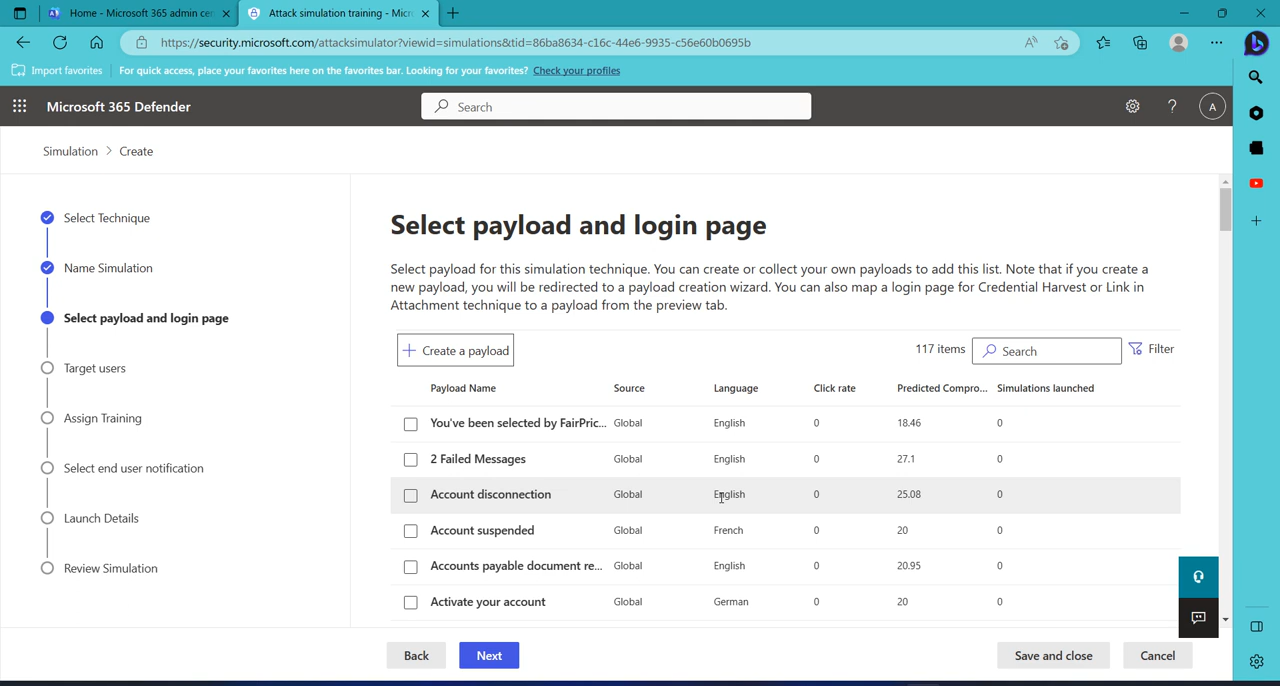 Home - Microsoft 365 admin cen
Attack simulation training - Micr
https://security.microsoft.com/attacksimulator?viewid=simulations&tid=86ba8634-c16c-44e6-9935-c56e60b0695b
Import favorites
For quick access, place your favorites here on the favorites bar. Looking for your favorites? Check your profiles
Microsoft 365 Defender
Search
A
Simulation > Create
Select Technique
Name Simulation
Select payload and login page
Target users
Assign Training
Select end user notification
Launch Details
Review Simulation
Select payload and login page
Select payload for this simulation technique. You can create or collect your own payloads to add this list. Note that if you create a
new payload, you will be redirected to a payload creation wizard. You can also map a login page for Credential Harvest or Link in
Attachment technique to a payload from the preview tab.
+ Create a payload
117 items
Search
Filter
Payload Name Source Language Click rate Predicted Compro... Simulations launched
You've been selected by FairPric... Global English 0 18.46 0
2 Failed Messages Global English 0 27.1 0
Account disconnection Global English 0 25.08 0
Account suspended Global French 0 20 0
Accounts payable document re... Global English 0 20.95 0
Activate your account Global German 0 20 0
Back
Next
Save and close
Cancel